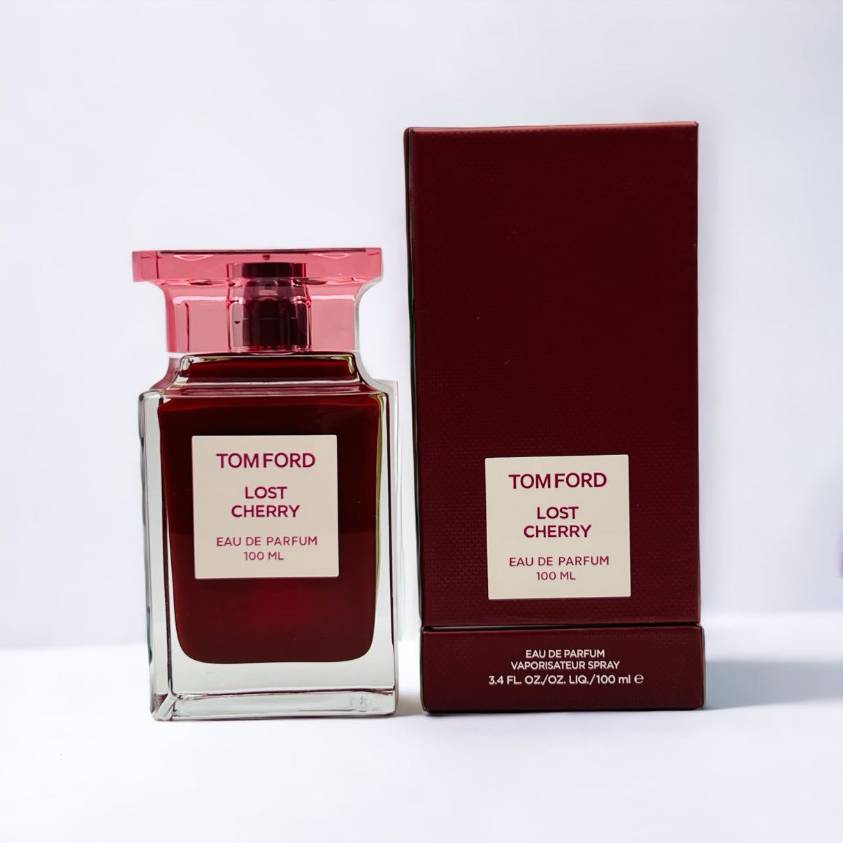 TOM FORD
LOST
CHERRY
EAU DE PARFUM
100 ML
TOM FORD
LOST
CHERRY
EAU DE PARFUM
100 ML
EAU DE PARFUM
VAPORISATEUR SPRAY
3.4 FL. OZ./OZ. LIQ./100 ml ℮